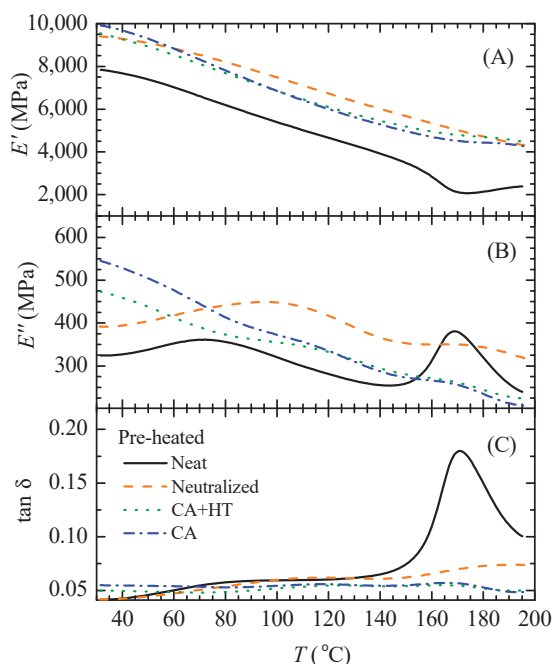 10,000
8,000
6,000
4,000
2,000
E′ (MPa)
(A)
600
500
400
300
E″ (MPa)
(B)
0.20
0.15
0.10
0.05
tan δ
(C)
Pre-heated
Neat
Neutralized
CA+HT
CA
40 60 80 100 120 140 160 180 200
T (°C)